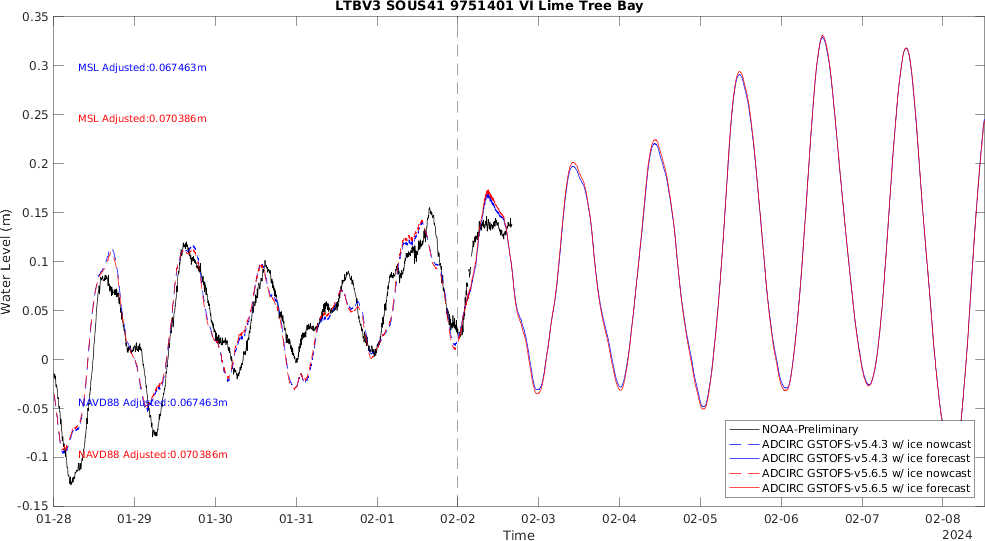 LTBV3 SOUS41 9751401 VI Lime Tree Bay
0.35
0.3
0.25
0.2
0.15
0.1
0.05
0
-0.05
-0.1
-0.15
Water Level (m)
MSL Adjusted:0.067463m
MSL Adjusted:0.070386m
NAVD88 Adjusted:0.067463m
NAVD88 Adjusted:0.070386m
NOAA-Preliminary
ADCIRC GSTOFS-v5.4.3 w/ ice nowcast
ADCIRC GSTOFS-v5.4.3 w/ ice forecast
ADCIRC GSTOFS-v5.6.5 w/ ice nowcast
ADCIRC GSTOFS-v5.6.5 w/ ice forecast
01-28 01-29 01-30 01-31 02-01 02-02 02-03 02-04 02-05 02-06 02-07 02-08
Time
2024